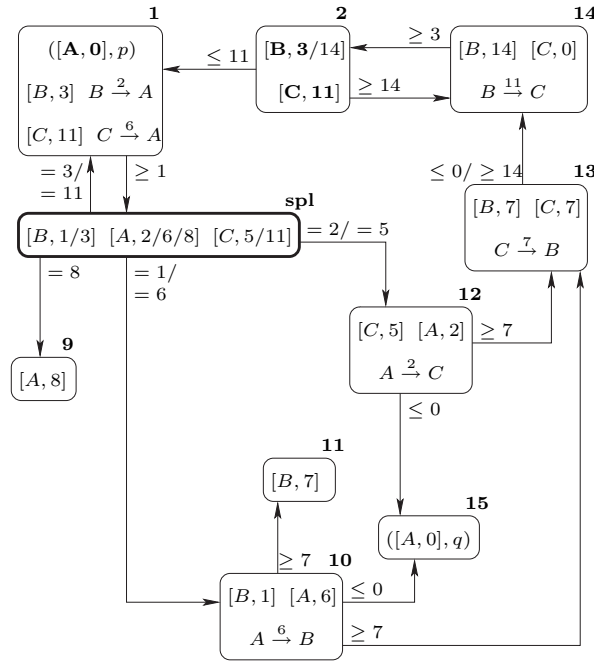 1
([A, 0], p)
[B, 3] B 2→ A
[C, 11] C 6→ A
2
[B, 3/14]
[C, 11]
14
[B, 14] [C, 0]
B 11→ C
≤ 11
≥ 3
≥ 14
= 3/
= 11
≥ 1
≤ 0/ ≥ 14
13
[B, 7] [C, 7]
C 7→ B
spl
[B, 1/3] [A, 2/6/8] [C, 5/11]
= 2/ = 5
= 8
= 1/
= 6
12
[C, 5] [A, 2]
A 2→ C
≥ 7
≤ 0
9
[A, 8]
11
[B, 7]
15
([A, 0], q)
≥ 7
10
[B, 1] [A, 6]
A 6→ B
≤ 0
≥ 7